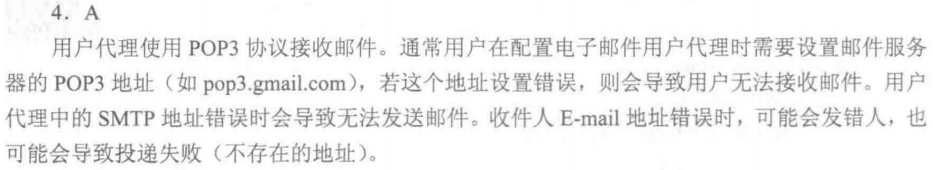 4．A
用户代理使用 POP3 协议接收邮件。通常用户在配置电子邮件用户代理时需要设置邮件服务
器的 POP3 地址（如 pop3.gmail.com），若这个地址设置错误，则会导致用户无法接收邮件。用户
代理中的 SMTP 地址错误时会导致无法发送邮件。收件人 E-mail 地址错误时，可能会发错人，也
可能会导致投递失败（不存在的地址）。